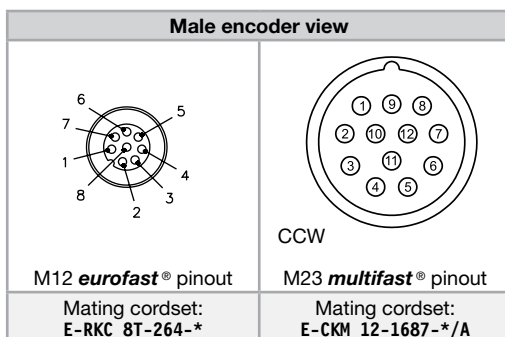 Male encoder view
6
5
7
4
1
3
8
2
1 9 8
2 10 12 7
3 11 6
4 5
CCW
M12 eurofast® pinout
M23 multifast® pinout
Mating cordset:
E-RKC 8T-264-*
Mating cordset:
E-CKM 12-1687-*/A